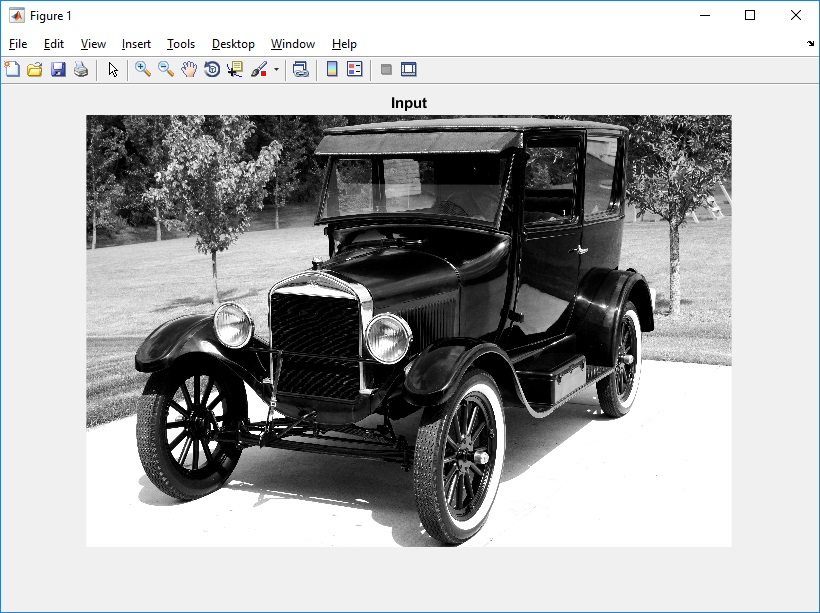 Figure 1
File Edit View Insert Tools Desktop Window Help
Input